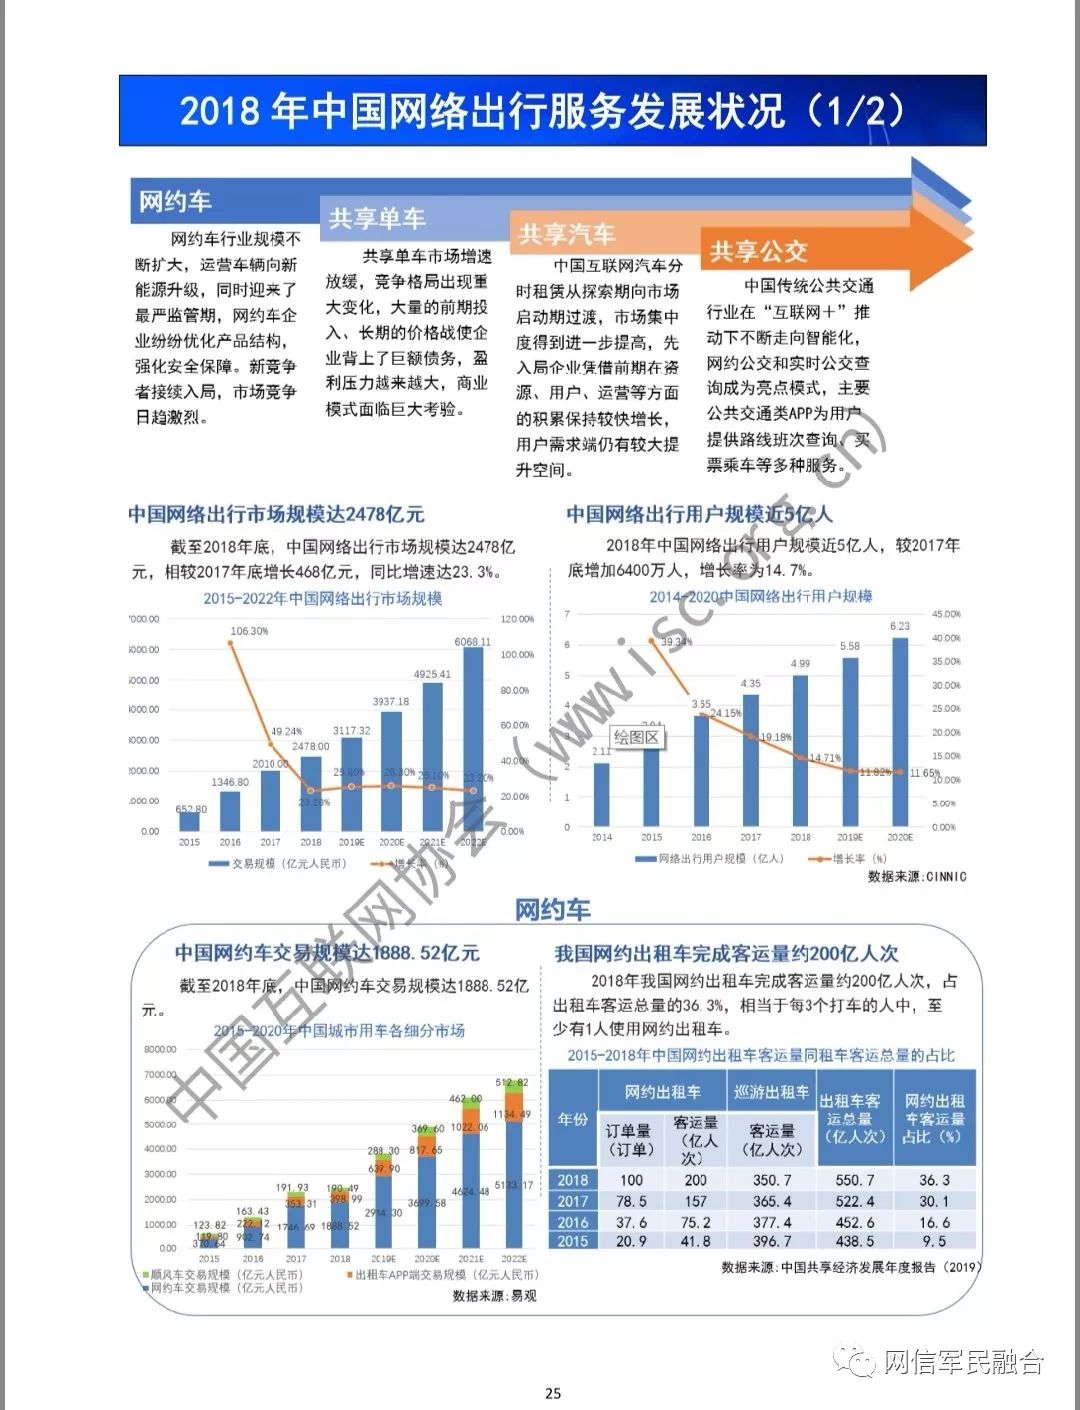 2018 年中国网络出行服务发展状况（1/2）
网约车
网约车行业规模不
断扩大，运营车辆向新
能源升级，同时迎来了
最严监管期，网约车企
业纷纷优化产品结构，
强化安全保障。新竞争
者接续入局，市场竞争
日趋激烈。
共享单车
共享单车市场增速
放缓，竞争格局出现重
大变化，大量的前期投
入、长期的价格战使企
业背上了巨额债务，盈
利压力越来越大，商业
模式面临巨大考验。
共享汽车
中国互联网汽车分
时租赁从探索期向市场
启动期过渡，市场集中
度得到进一步提高，先
入局企业凭借前期在资
源、用户、运营等方面
的积累保持较快增长，
用户需求端仍有较大提
升空间。
共享公交
中国传统公共交通
行业在“互联网＋”推
动下不断走向智能化，
网约公交和实时公交查
询成为亮点模式，主要
公共交通类APP为用户
提供路线班次查询、买
票乘车等多种服务。
中国网络出行市场规模达2478亿元
截至2018年底，中国网络出行市场规模达2478亿
元，相较2017年底增长468亿元，同比增速达23.3%。
2015-2022年中国网络出行市场规模
000.00 120.00%
000.00 100.00%
000.00 80.00%
000.00 60.00%
000.00 40.00%
2000.00
.000.00 20.00%
0.00 0.00%
106.30% 49.24% 23.28% 25.80% 26.30% 25.10% 23.20%
652.80 1346.80 2010.00 2478.00 3117.32 3937.18 4925.41 6068.11
2015 2016 2017 2018 2019E 2020E 2021E 2022E
交易规模（亿元人民币） 增长率（%）
中国网络出行用户规模近5亿人
2018年中国网络出行用户规模近5亿人，较2017年
底增加6400万人，增长率为14.7%。
2014-2020中国网络出行用户规模
7 45.00%
6 40.00%
35.00%
5 30.00%
4 25.00%
3 20.00%
2 15.00%
10.00%
1 5.00%
0 0.00%
2.11 3.65 4.35 4.99 5.58 6.23
39.34% 24.15% 19.18% 14.71% 11.82% 11.65%
绘图区
2014 2015 2016 2017 2018 2019E 2020E
网络出行用户规模（亿人） 增长率（%）
数据来源:CINNIC
网约车
中国网约车交易规模达1888.52亿元
截至2018年底，中国网约车交易规模达1888.52亿
元。
2015-2020年中国城市用车各细分市场
8000.00
7000.00
6000.00
5000.00
4000.00
3000.00
2000.00
1000.00
0.00
123.82 163.43 191.93 190.49 288.30 369.60 462.00 512.82
119.80 222.12 353.31 398.99 637.90 817.65 1022.06 1134.49
370.64 902.74 1746.69 1888.52 2914.30 3699.58 4624.48 5133.17
2015 2016 2017 2018 2019E 2020E 2021E 2022E
顺风车交易规模（亿元人民币） 出租车APP端交易规模（亿元人民币）
网约车交易规模（亿元人民币）
数据来源:易观
我国网约出租车完成客运量约200亿人次
2018年我国网约出租车完成客运量约200亿人次，占
出租车客运总量的36.3%，相当于每3个打车的人中，至
少有1人使用网约出租车。
2015-2018年中国网约出租车客运量同租车客运总量的占比
年份 网约出租车 巡游出租车 出租车客运总量（亿人次） 网约出租车客运量占比（%）
订单量（订单） 客运量（亿人次） 客运量（亿人次）
2018 100 200 350.7 550.7 36.3
2017 78.5 157 365.4 522.4 30.1
2016 37.6 75.2 377.4 452.6 16.6
2015 20.9 41.8 396.7 438.5 9.5
数据来源:中国共享经济发展年度报告（2019）
中国互联网协会（www.isc.org.cn）
网信军民融合
25